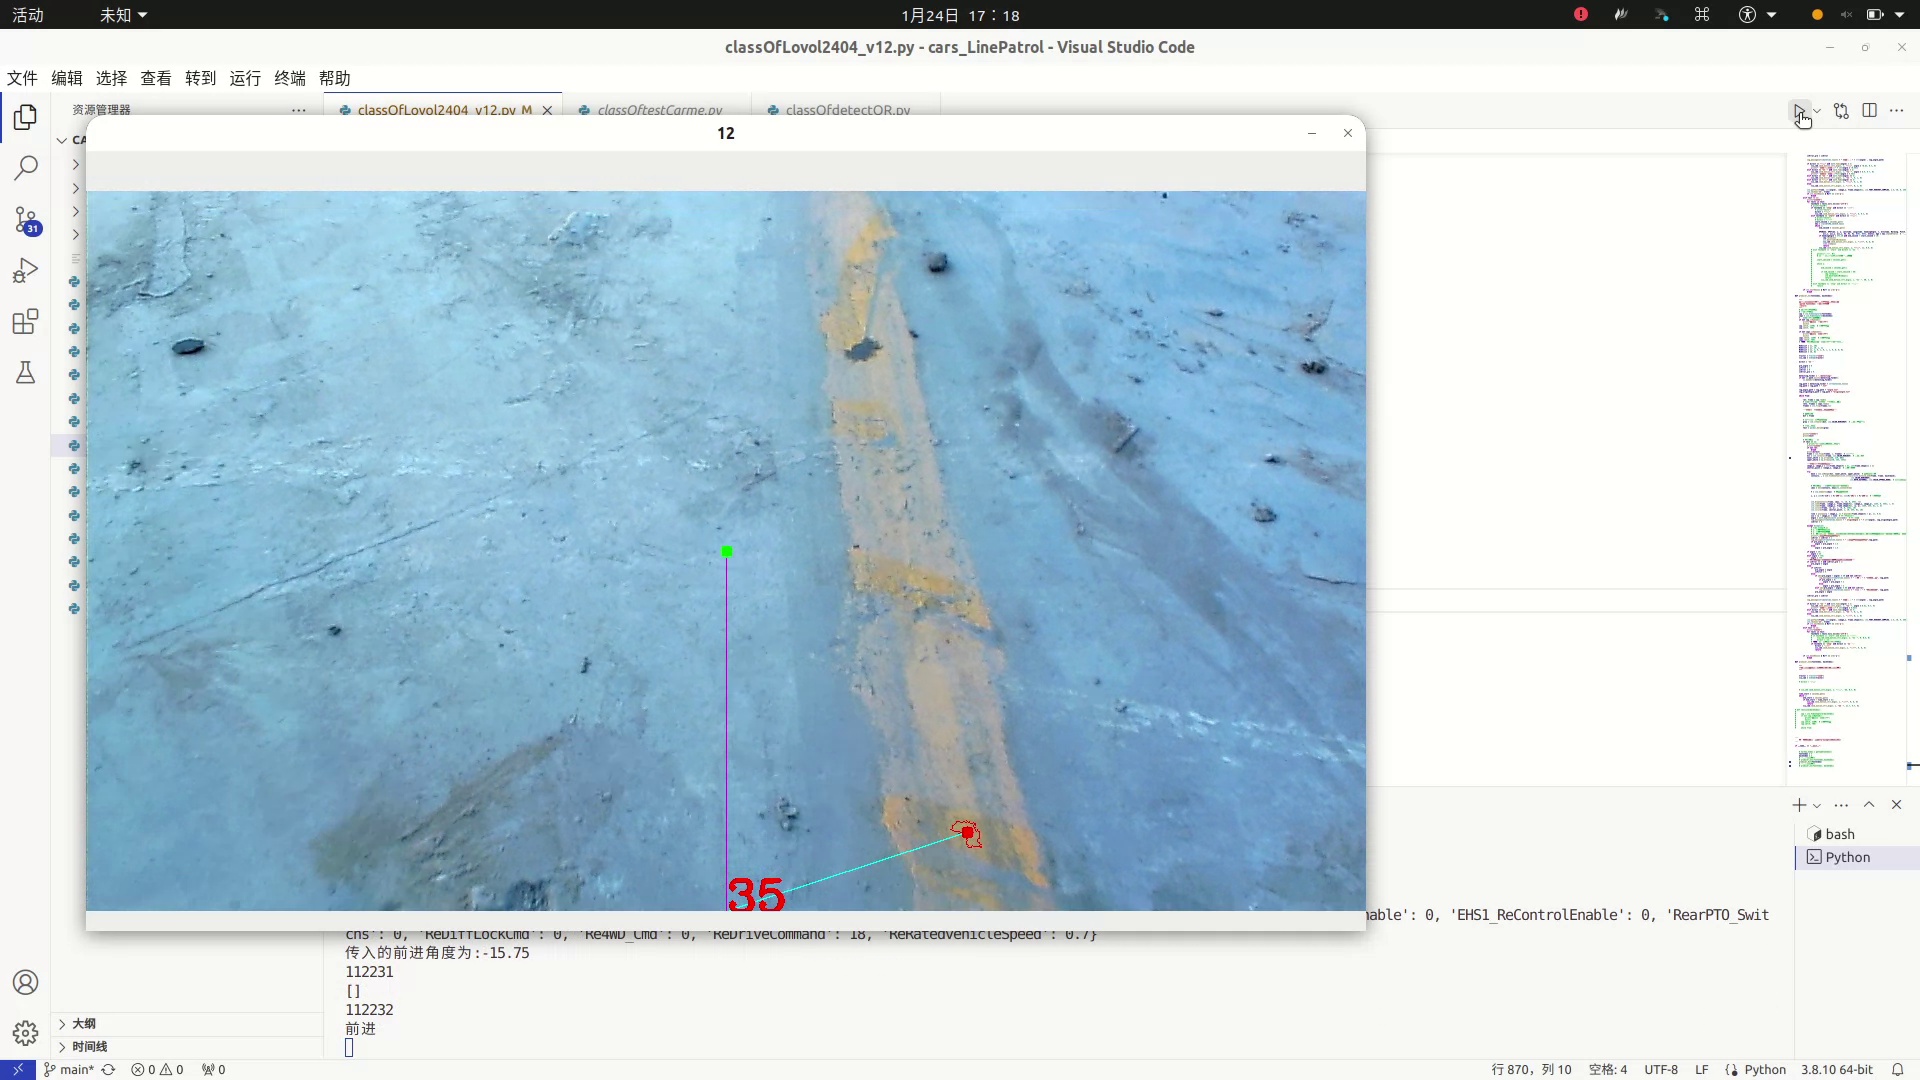 活动
未知
1月24日 17：18
classOfLovol2404_v12.py - cars_LinePatrol - Visual Studio Code
文件 编辑 选择 查看 转到 运行 终端 帮助
资源管理器
classOfLovol2404_v12.py M
classOftestCarme.py
classOfdetectQR.py
CA
12
31
35
bash
Python
nable': 0, 'EHS1_ReControlEnable': 0, 'RearPTO_Swit
chs': 0, 'ReDiffLockCmd': 0, 'Re4WD_Cmd': 0, 'ReDriveCommand': 18, 'ReRatedVehicleSpeed': 0.7}
传入的前进角度为:-15.75
112231
[]
112232
前进
大纲
时间线
main*
0 0
0
行 870，列 10
空格: 4
UTF-8
LF
Python
3.8.10 64-bit